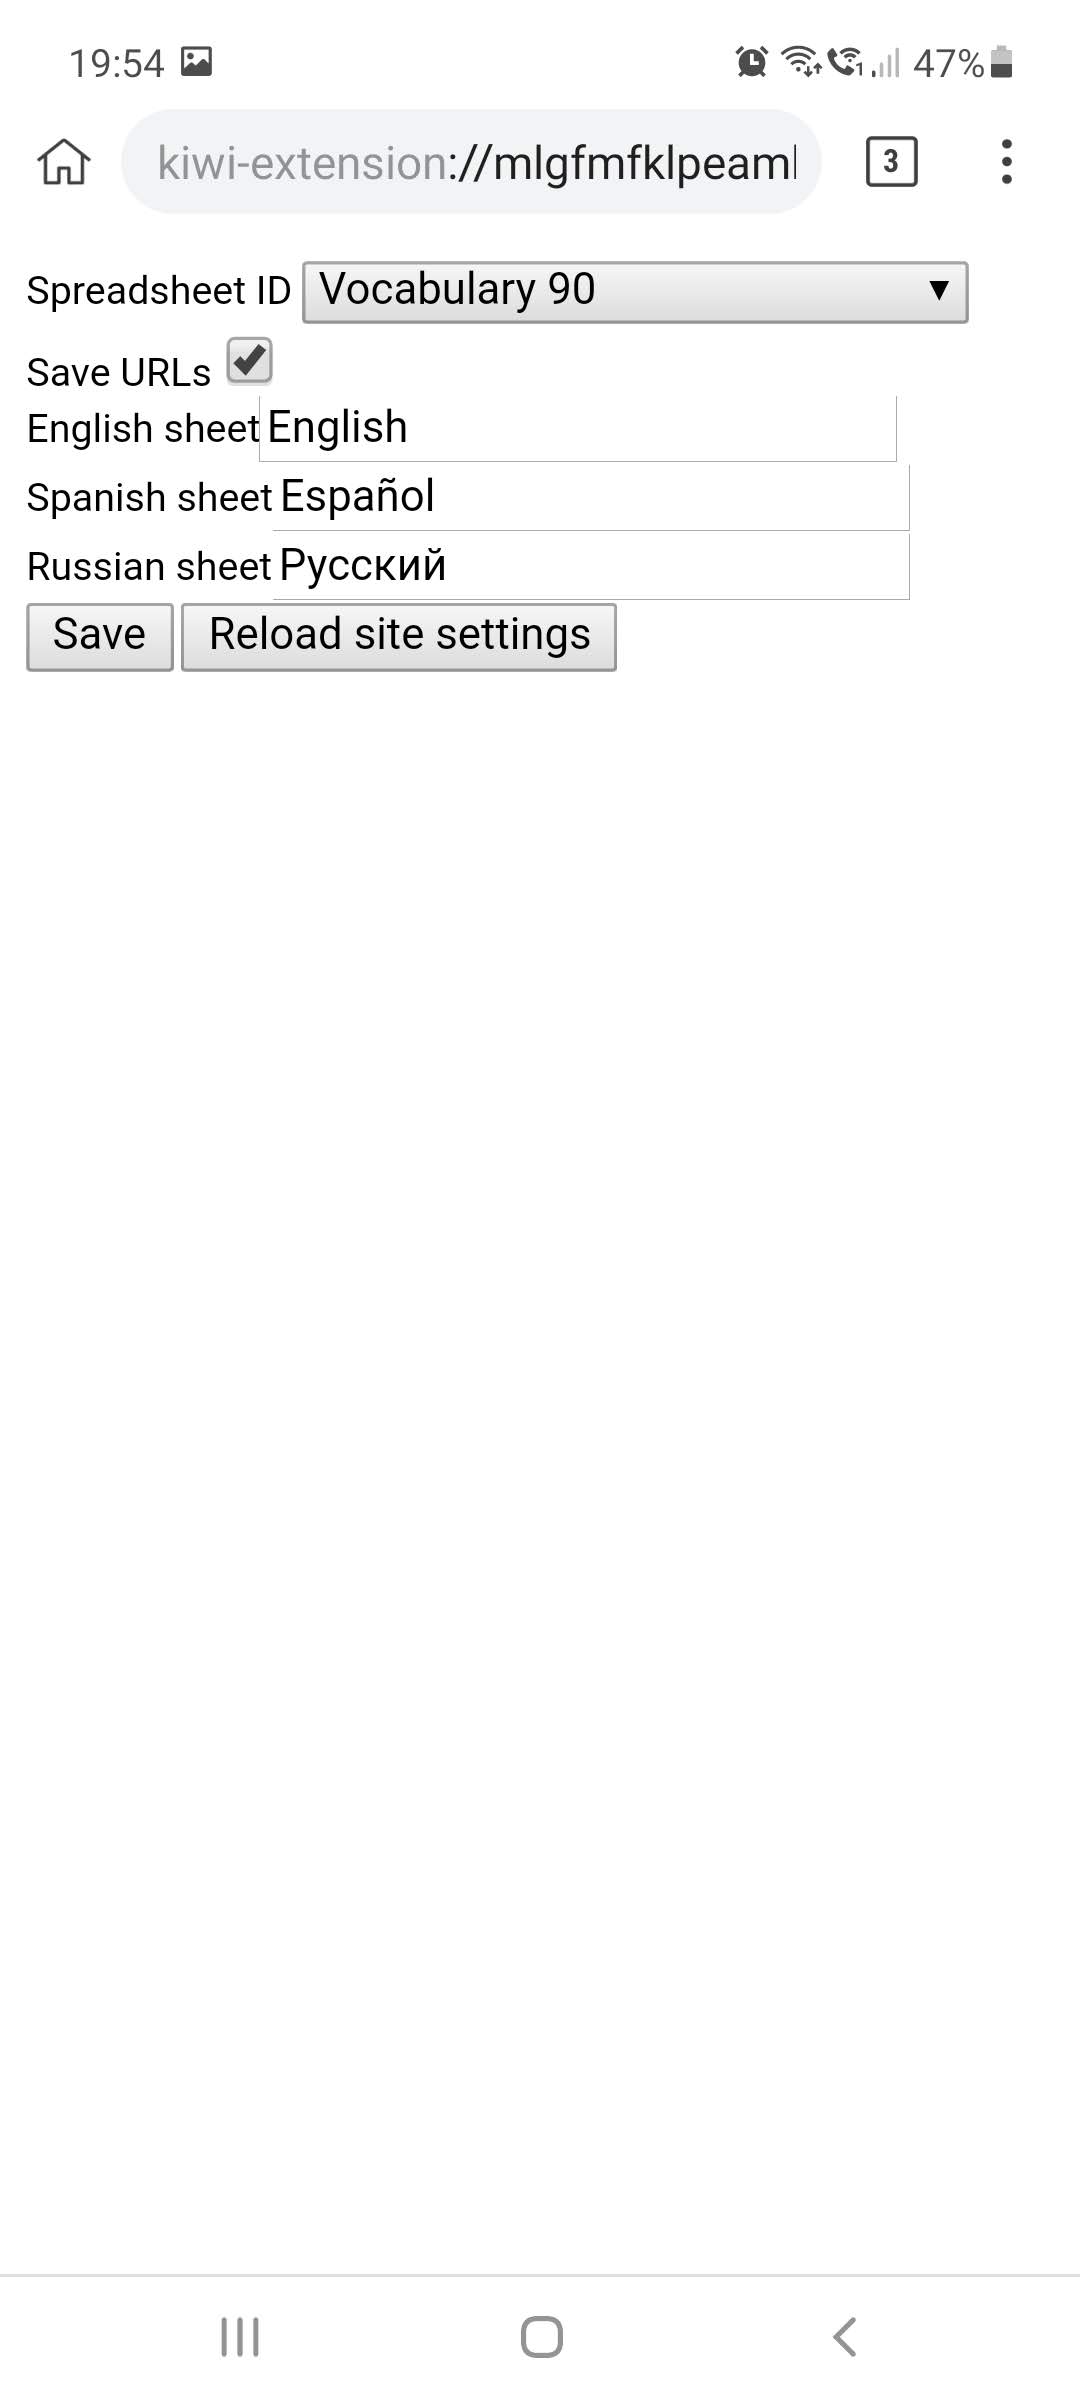 19:54 1 47%
kiwi-extension://mlgfmfklpeaml 3
Spreadsheet ID Vocabulary 90 ▼
Save URLs
English sheet English
Spanish sheet Español
Russian sheet Русский
Save Reload site settings